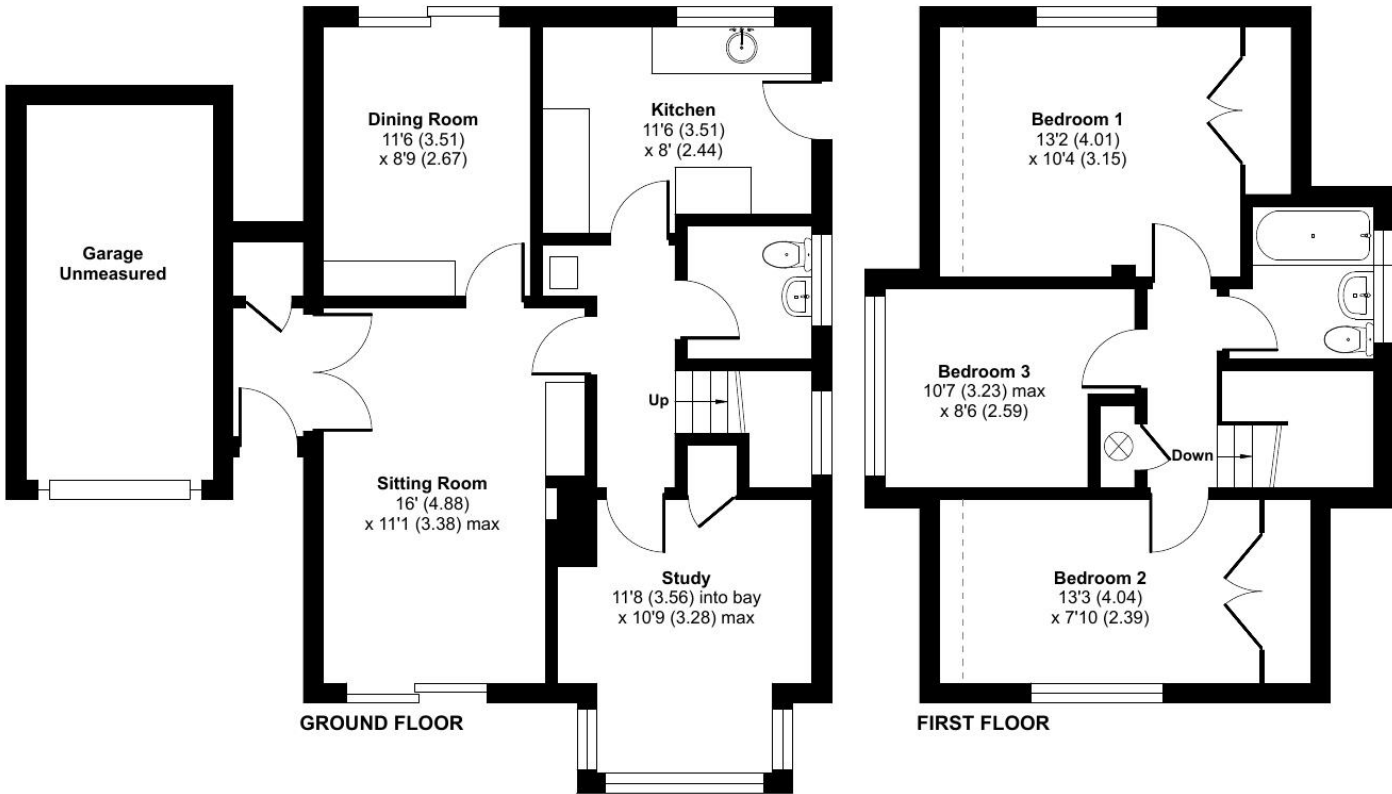 Dining Room
11'6 (3.51)
x 8'9 (2.67)
Kitchen
11'6 (3.51)
x 8' (2.44)
Garage
Unmeasured
Up
Sitting Room
16' (4.88)
x 11'1 (3.38) max
Study
11'8 (3.56) into bay
x 10'9 (3.28) max
GROUND FLOOR
Bedroom 1
13'2 (4.01)
x 10'4 (3.15)
Bedroom 3
10'7 (3.23) max
x 8'6 (2.59)
Down
Bedroom 2
13'3 (4.04)
x 7'10 (2.39)
FIRST FLOOR